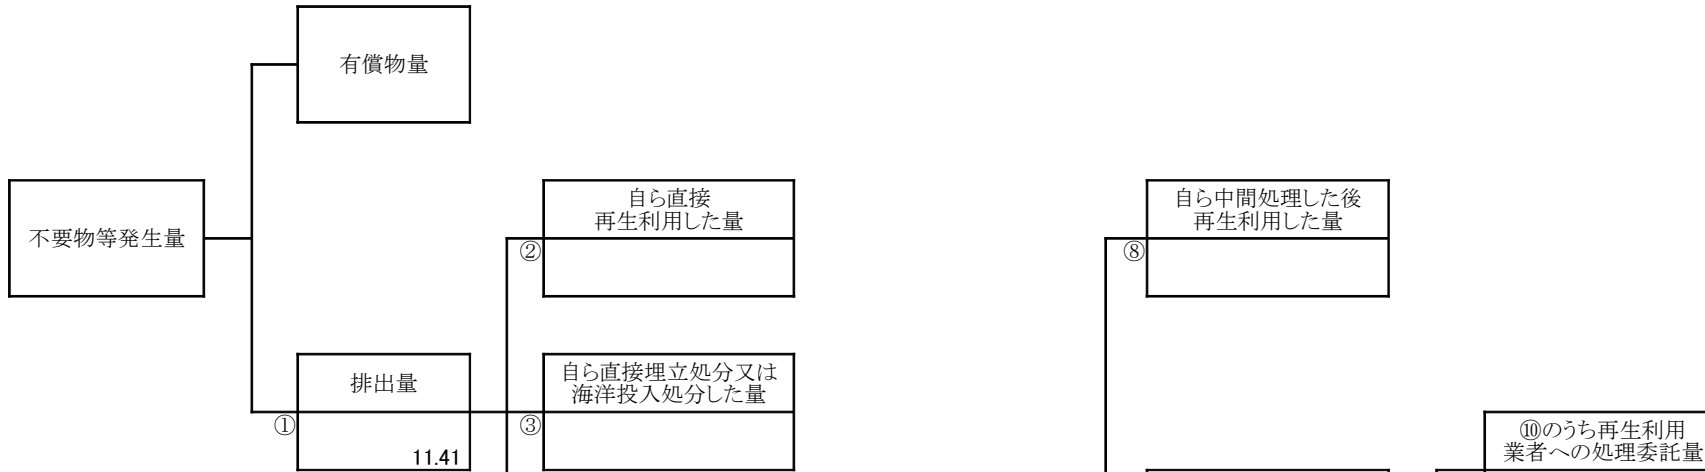 有償物量
不要物等発生量
自ら直接
再生利用した量
②
自ら中間処理した後
再生利用した量
⑧
排出量
①
11.41
自ら直接埋立処分又は
海洋投入処分した量
③
⑩のうち再生利用
業者への処理委託量